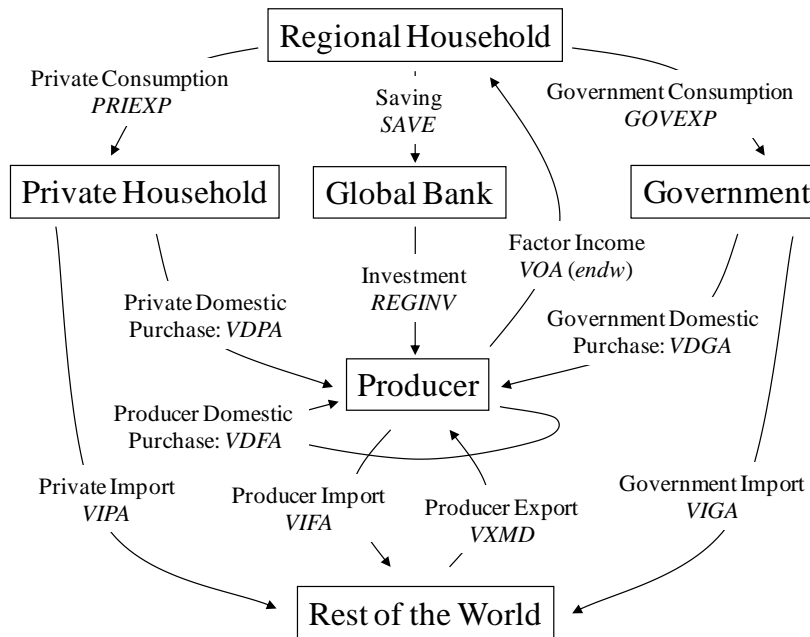 Regional Household
Private Consumption
PRIEXP
Saving
SAVE
Government Consumption
GOVEXP
Private Household
Global Bank
Government
Factor Income
VOA (endw)
Investment
REGINV
Private Domestic
Purchase: VDPA
Government Domestic
Purchase: VDGA
Producer
Producer Domestic
Purchase: VDFA
Private Import
VIPA
Producer Import
VIFA
Producer Export
VXMD
Government Import
VIGA
Rest of the World